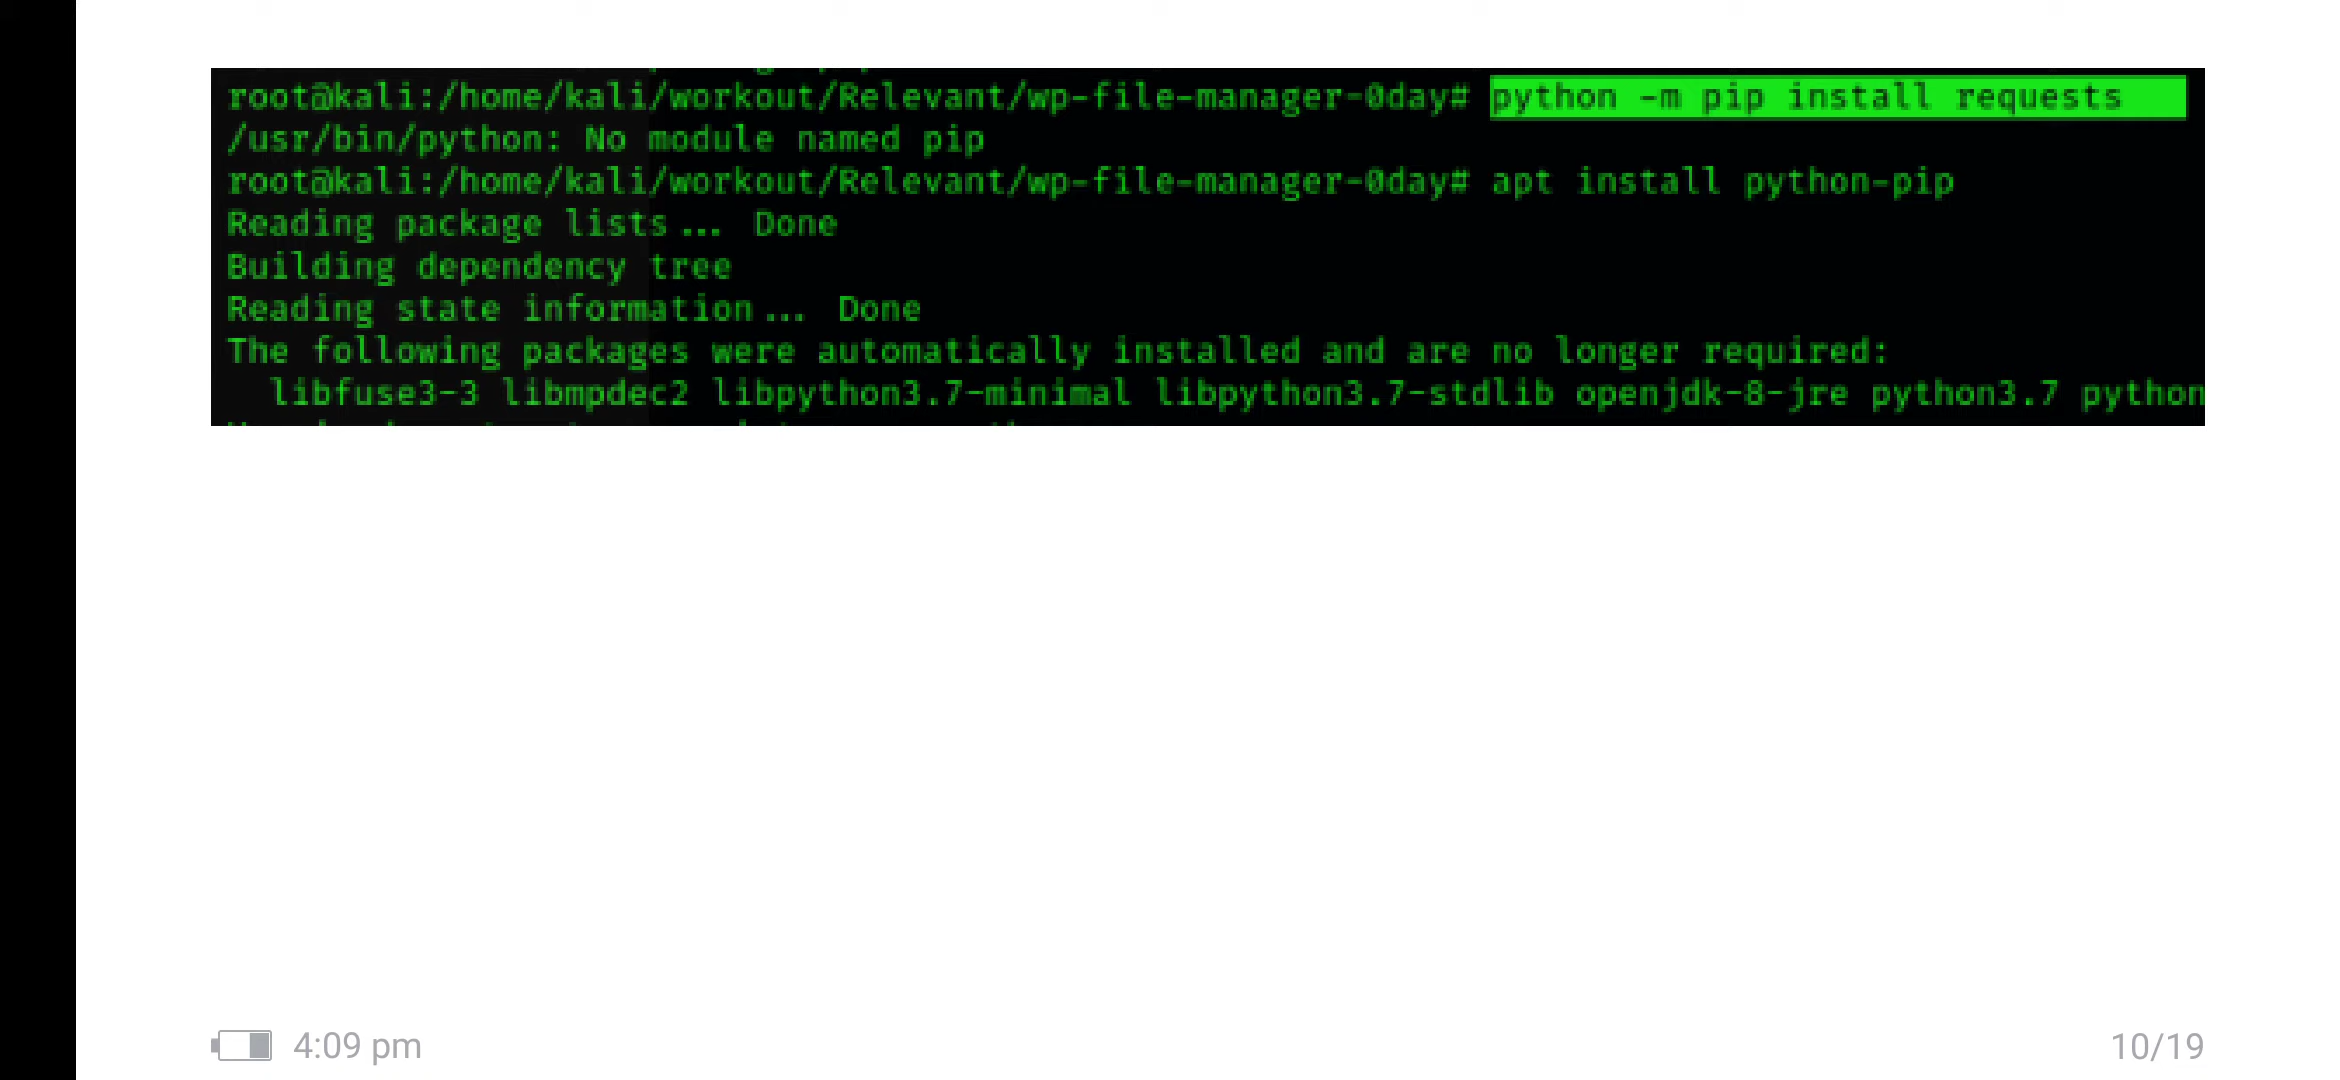 root@kali:/home/kali/workout/Relevant/wp-file-manager-0day# python -m pip install requests
/usr/bin/python: No module named pip
root@kali:/home/kali/workout/Relevant/wp-file-manager-0day# apt install python-pip
Reading package lists... Done
Building dependency tree
Reading state information... Done
The following packages were automatically installed and are no longer required:
  libfuse3-3 libmpdec2 libpython3.7-minimal libpython3.7-stdlib openjdk-8-jre python3.7 python
4:09 pm
10/19